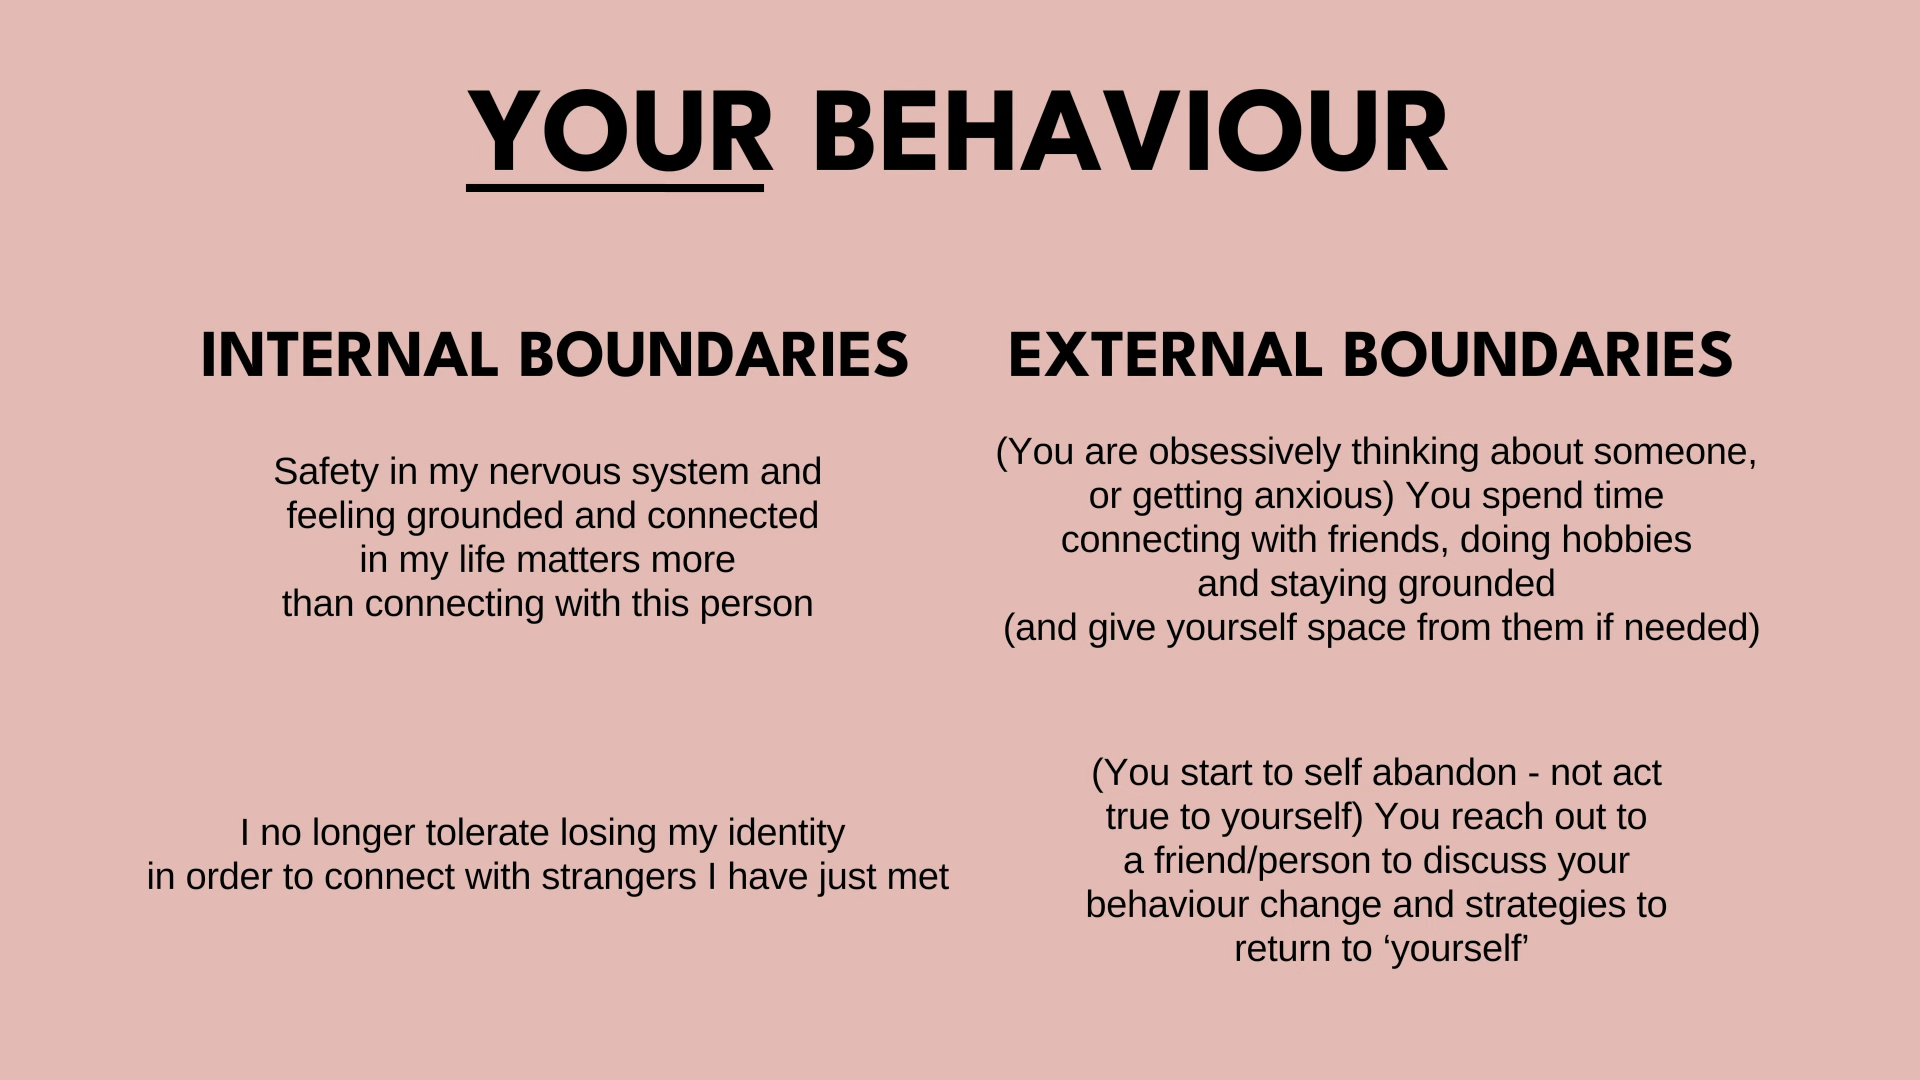 YOUR BEHAVIOUR
INTERNAL BOUNDARIES
Safety in my nervous system and
feeling grounded and connected
in my life matters more
than connecting with this person
I no longer tolerate losing my identity
in order to connect with strangers I have just met
EXTERNAL BOUNDARIES
(You are obsessively thinking about someone,
or getting anxious) You spend time
connecting with friends, doing hobbies
and staying grounded
(and give yourself space from them if needed)
(You start to self abandon - not act
true to yourself) You reach out to
a friend/person to discuss your
behaviour change and strategies to
return to ‘yourself’